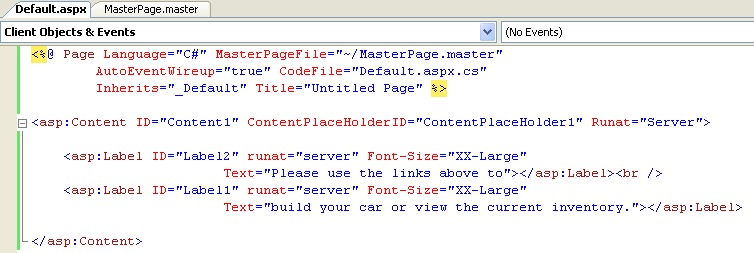 Default.aspx MasterPage.master
Client Objects & Events (No Events)
<%@ Page Language="C#" MasterPageFile="~/MasterPage.master"
AutoEventWireup="true" CodeFile="Default.aspx.cs"
Inherits="_Default" Title="Untitled Page" %>
<asp:Content ID="Content1" ContentPlaceHolderID="ContentPlaceHolder1" Runat="Server">
<asp:Label ID="Label2" runat="server" Font-Size="XX-Large"
Text="Please use the links above to"></asp:Label><br />
<asp:Label ID="Label1" runat="server" Font-Size="XX-Large"
Text="build your car or view the current inventory."></asp:Label>
</asp:Content>